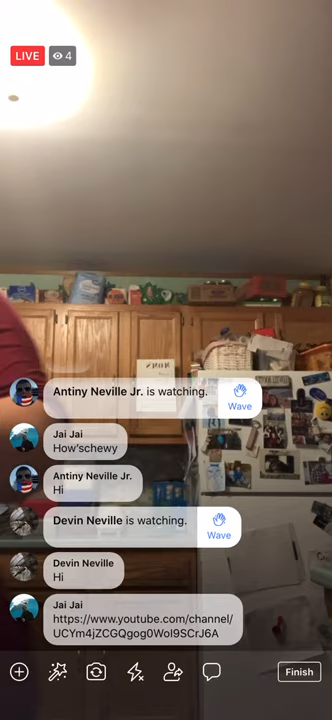 LIVE
4
Antiny Neville Jr. is watching.
Wave
Jai Jai
How'schewy
Antiny Neville Jr.
Hi
Devin Neville is watching.
Wave
Devin Neville
Hi
Jai Jai
https://www.youtube.com/channel/
UCYm4jZCGQgog0WoI9SCrJ6A
Finish